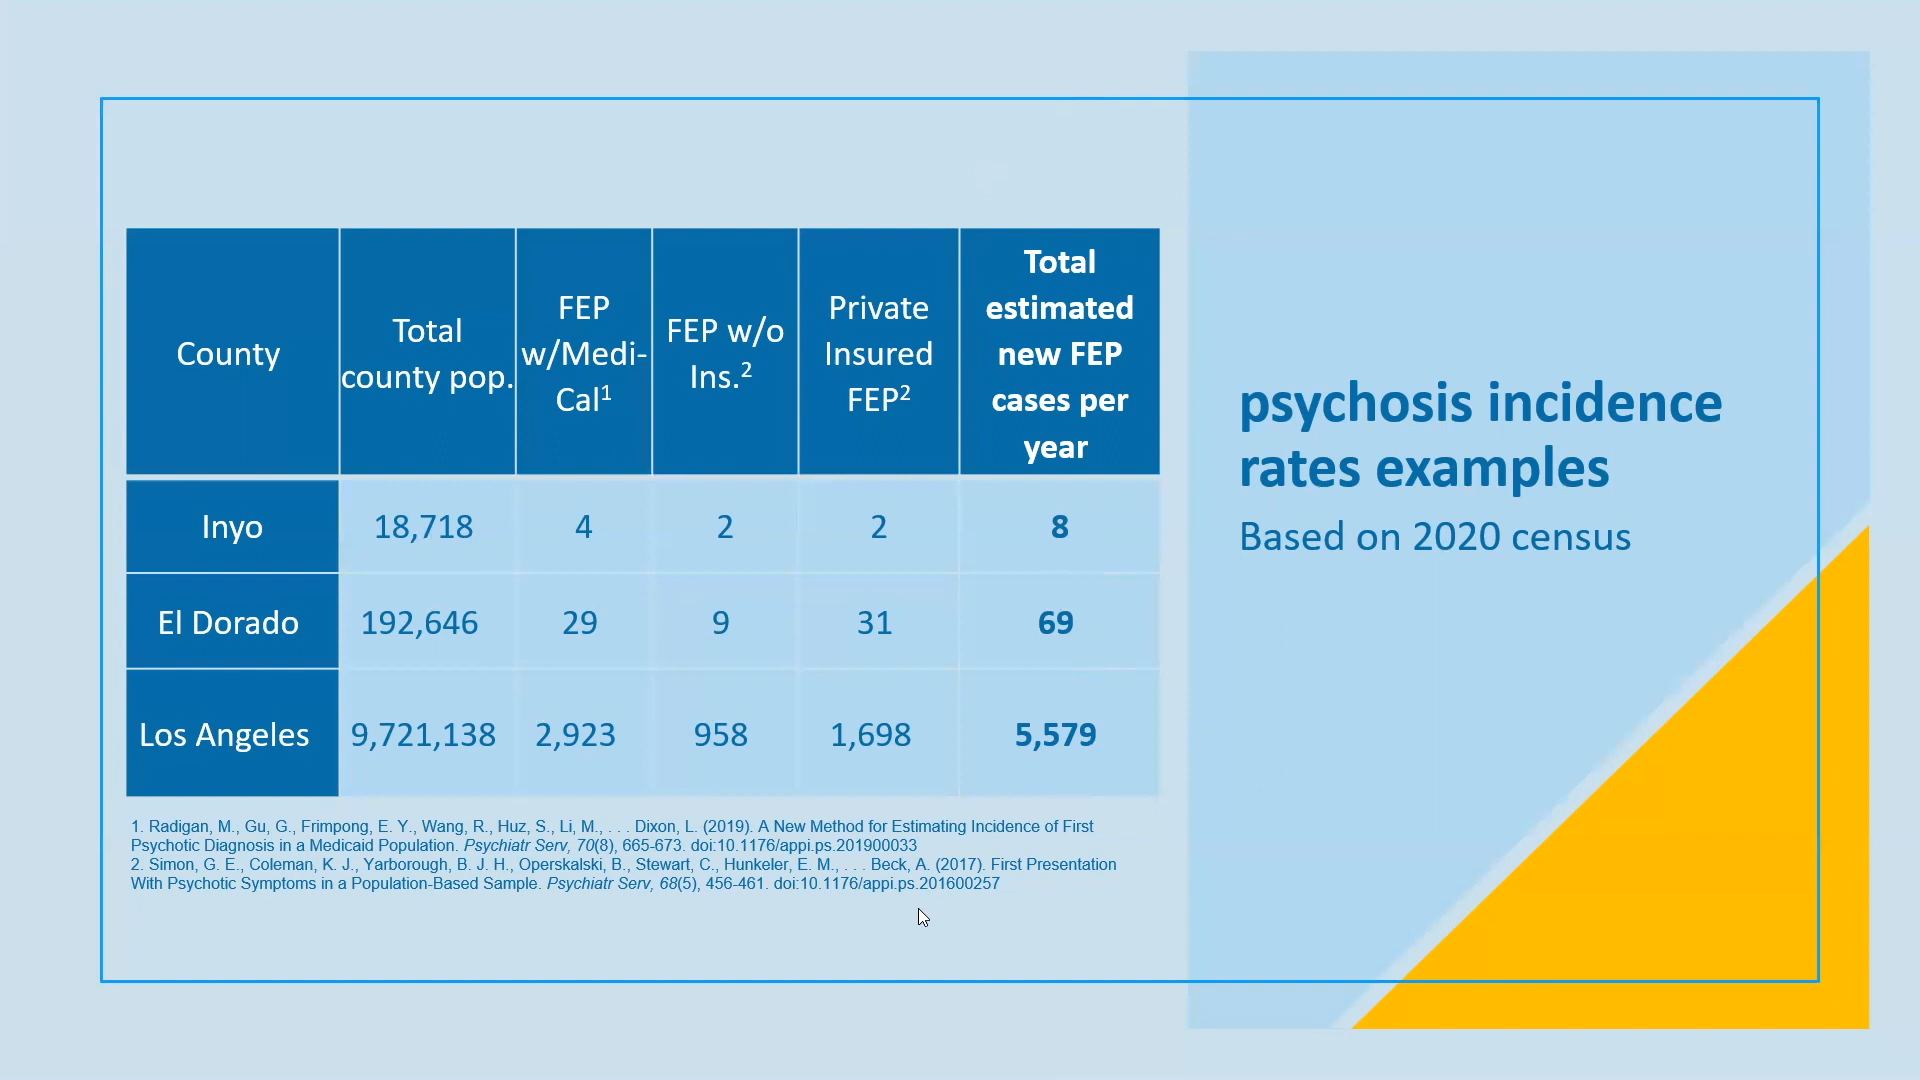 County
Total
county pop.
FEP
w/Medi-
Cal1
FEP w/o
Ins.2
Private
Insured
FEP2
Total
estimated
new FEP
cases per
year
Inyo 18,718 4 2 2 8
El Dorado 192,646 29 9 31 69
Los Angeles 9,721,138 2,923 958 1,698 5,579
1. Radigan, M., Gu, G., Frimpong, E. Y., Wang, R., Huz, S., Li, M., . . . Dixon, L. (2019). A New Method for Estimating Incidence of First
Psychotic Diagnosis in a Medicaid Population. Psychiatr Serv, 70(8), 665-673. doi:10.1176/appi.ps.201900033
2. Simon, G. E., Coleman, K. J., Yarborough, B. J. H., Operskalski, B., Stewart, C., Hunkeler, E. M., . . . Beck, A. (2017). First Presentation
With Psychotic Symptoms in a Population-Based Sample. Psychiatr Serv, 68(5), 456-461. doi:10.1176/appi.ps.201600257
psychosis incidence
rates examples
Based on 2020 census